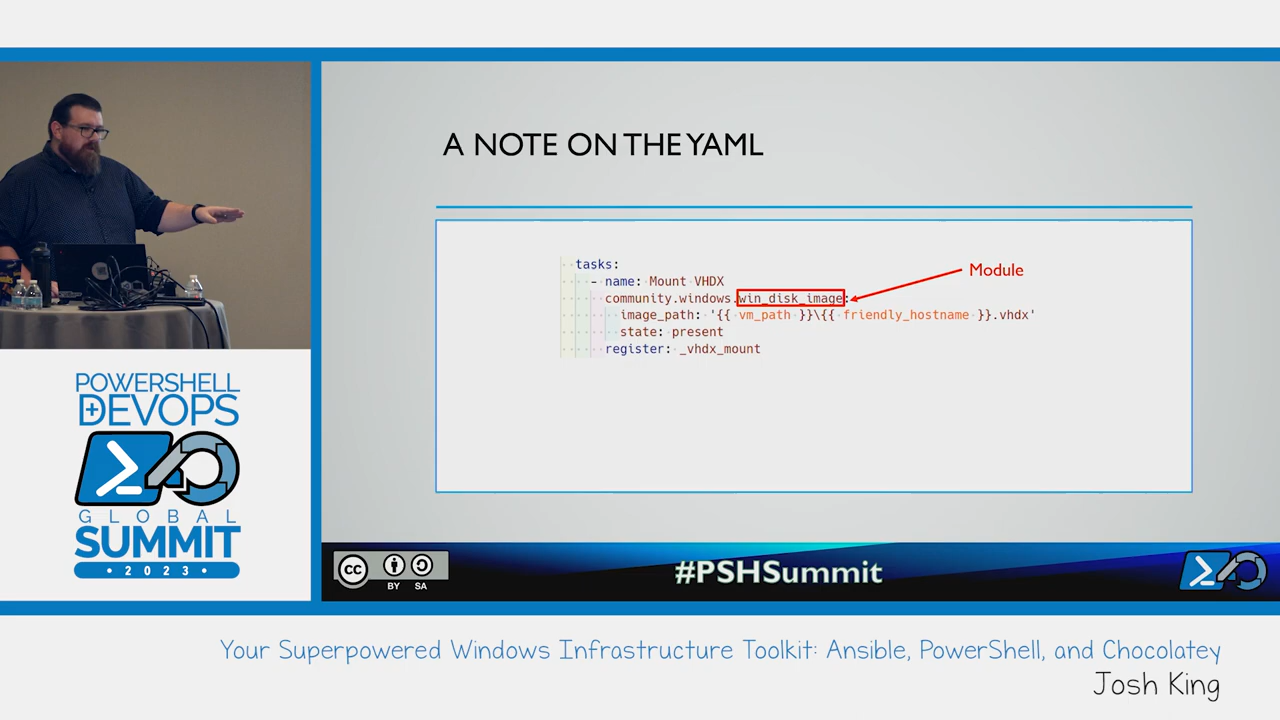 A NOTE ON THE YAML
tasks:
- name: Mount VHDX
community.windows.win_disk_image:
image_path: '{{ vm_path }}\{{ friendly_hostname }}.vhdx'
state: present
register: _vhdx_mount
Module
POWERSHELL
+DEVOPS
GLOBAL
SUMMIT
• 2023 •
cc
BY SA
#PSHSummit
Your Superpowered Windows Infrastructure Toolkit: Ansible, PowerShell, and Chocolatey
Josh King